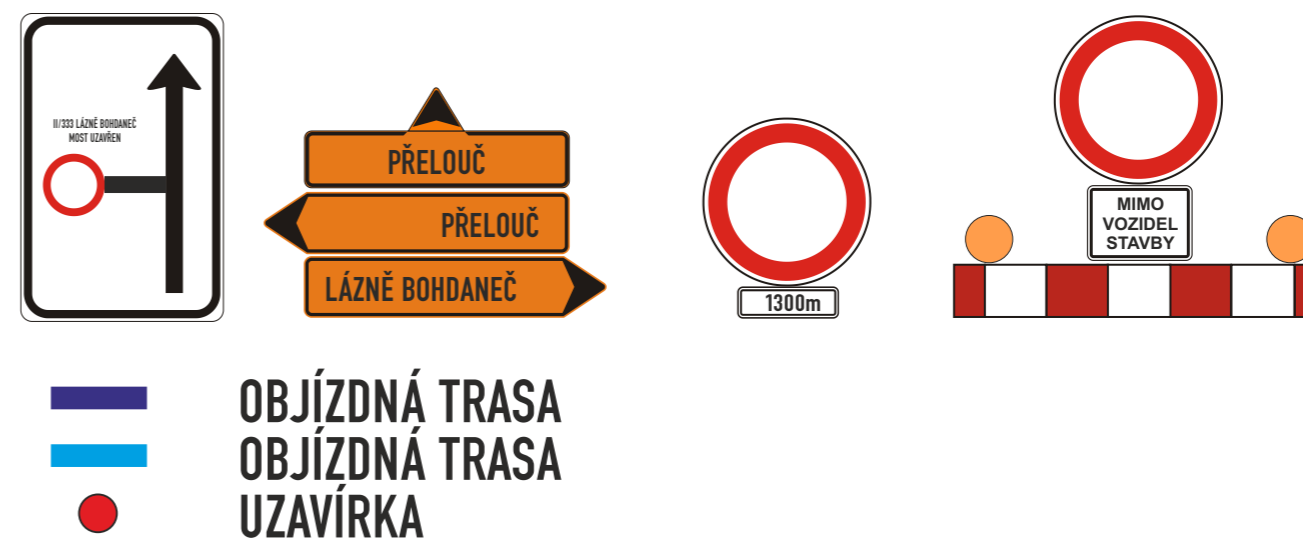 II/333 LÁZNĚ BOHDANEČ
MOST UZAVŘEN
PŘELOUČ
PŘELOUČ
LÁZNĚ BOHDANEČ
1300m
MIMO
VOZIDEL
STAVBY
OBJÍZDNÁ TRASA
OBJÍZDNÁ TRASA
UZAVÍRKA